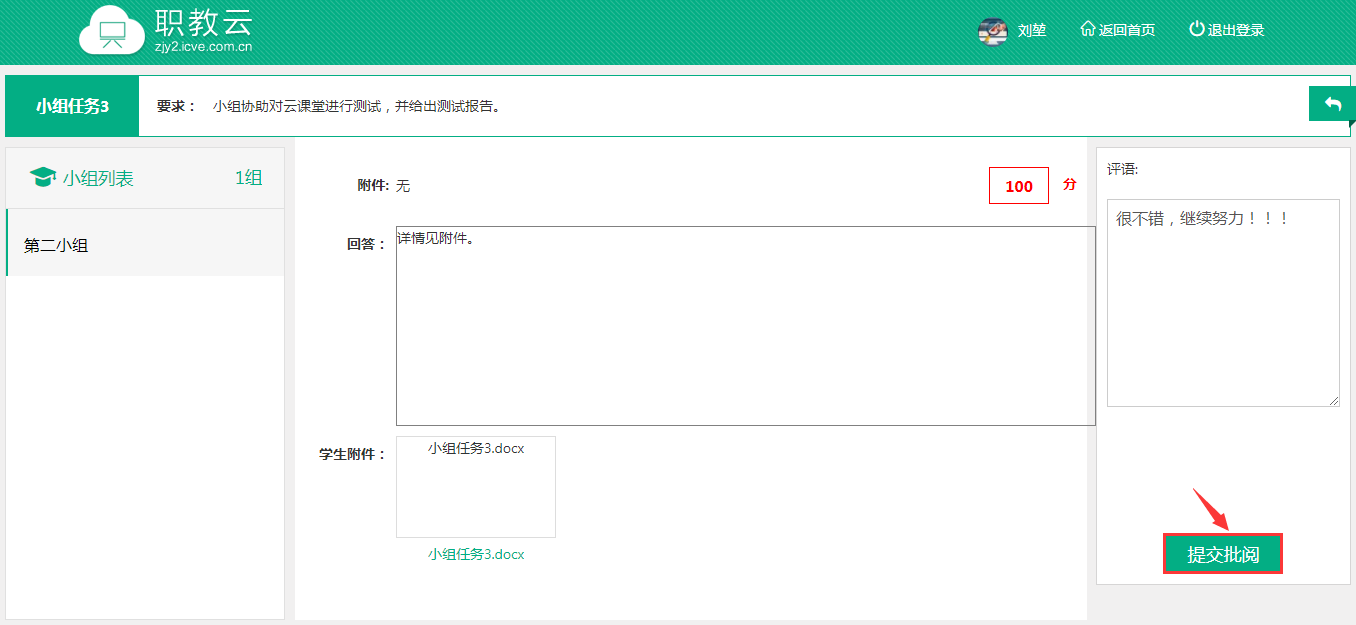 职教云
zjy2.icve.com.cn
刘堃
返回首页
退出登录
小组任务3
要求： 小组协助对云课堂进行测试，并给出测试报告。
小组列表 1组
第二小组
附件: 无
100 分
回答： 详情见附件。
学生附件： 小组任务3.docx
小组任务3.docx
评语:
很不错，继续努力！！！
提交批阅